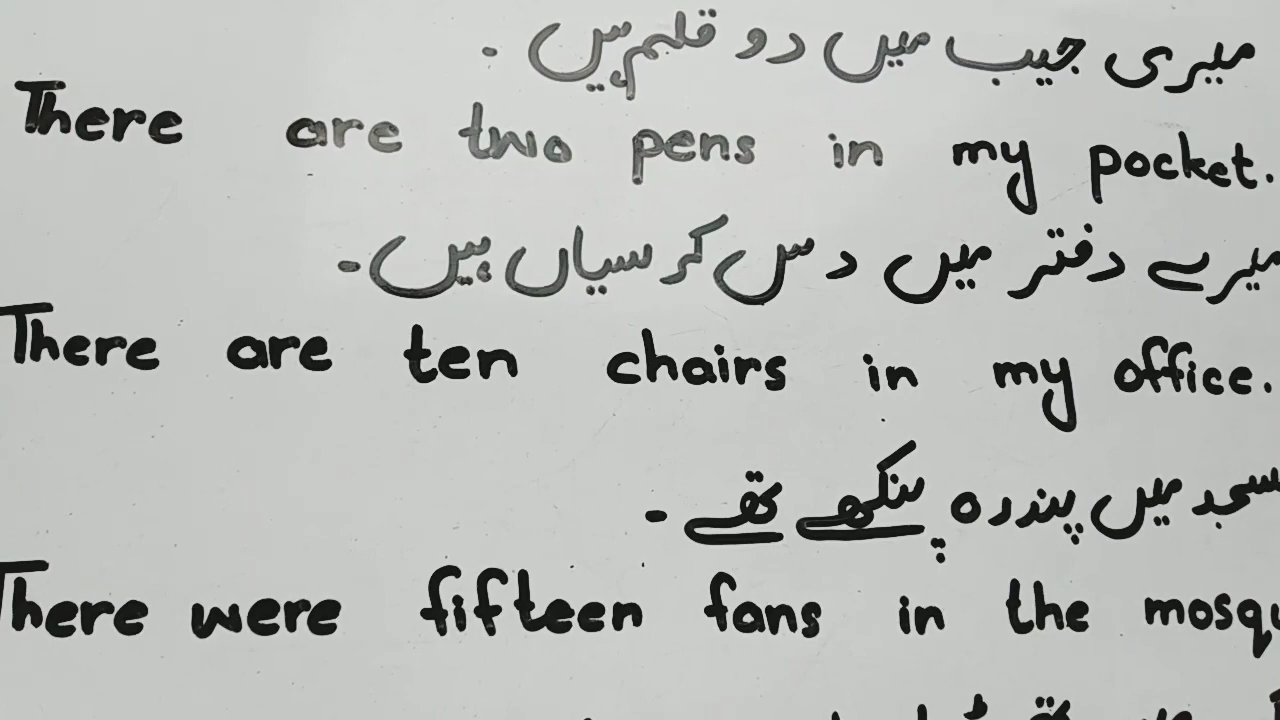 میری جیب میں دو قلم ہیں ۔
There are two pens in my pocket.
میرے دفتر میں دس کرسیاں ہیں ۔
There are ten chairs in my office.
مسجد میں پندرہ پنکھے تھے ۔
There were fifteen fans in the mosqu